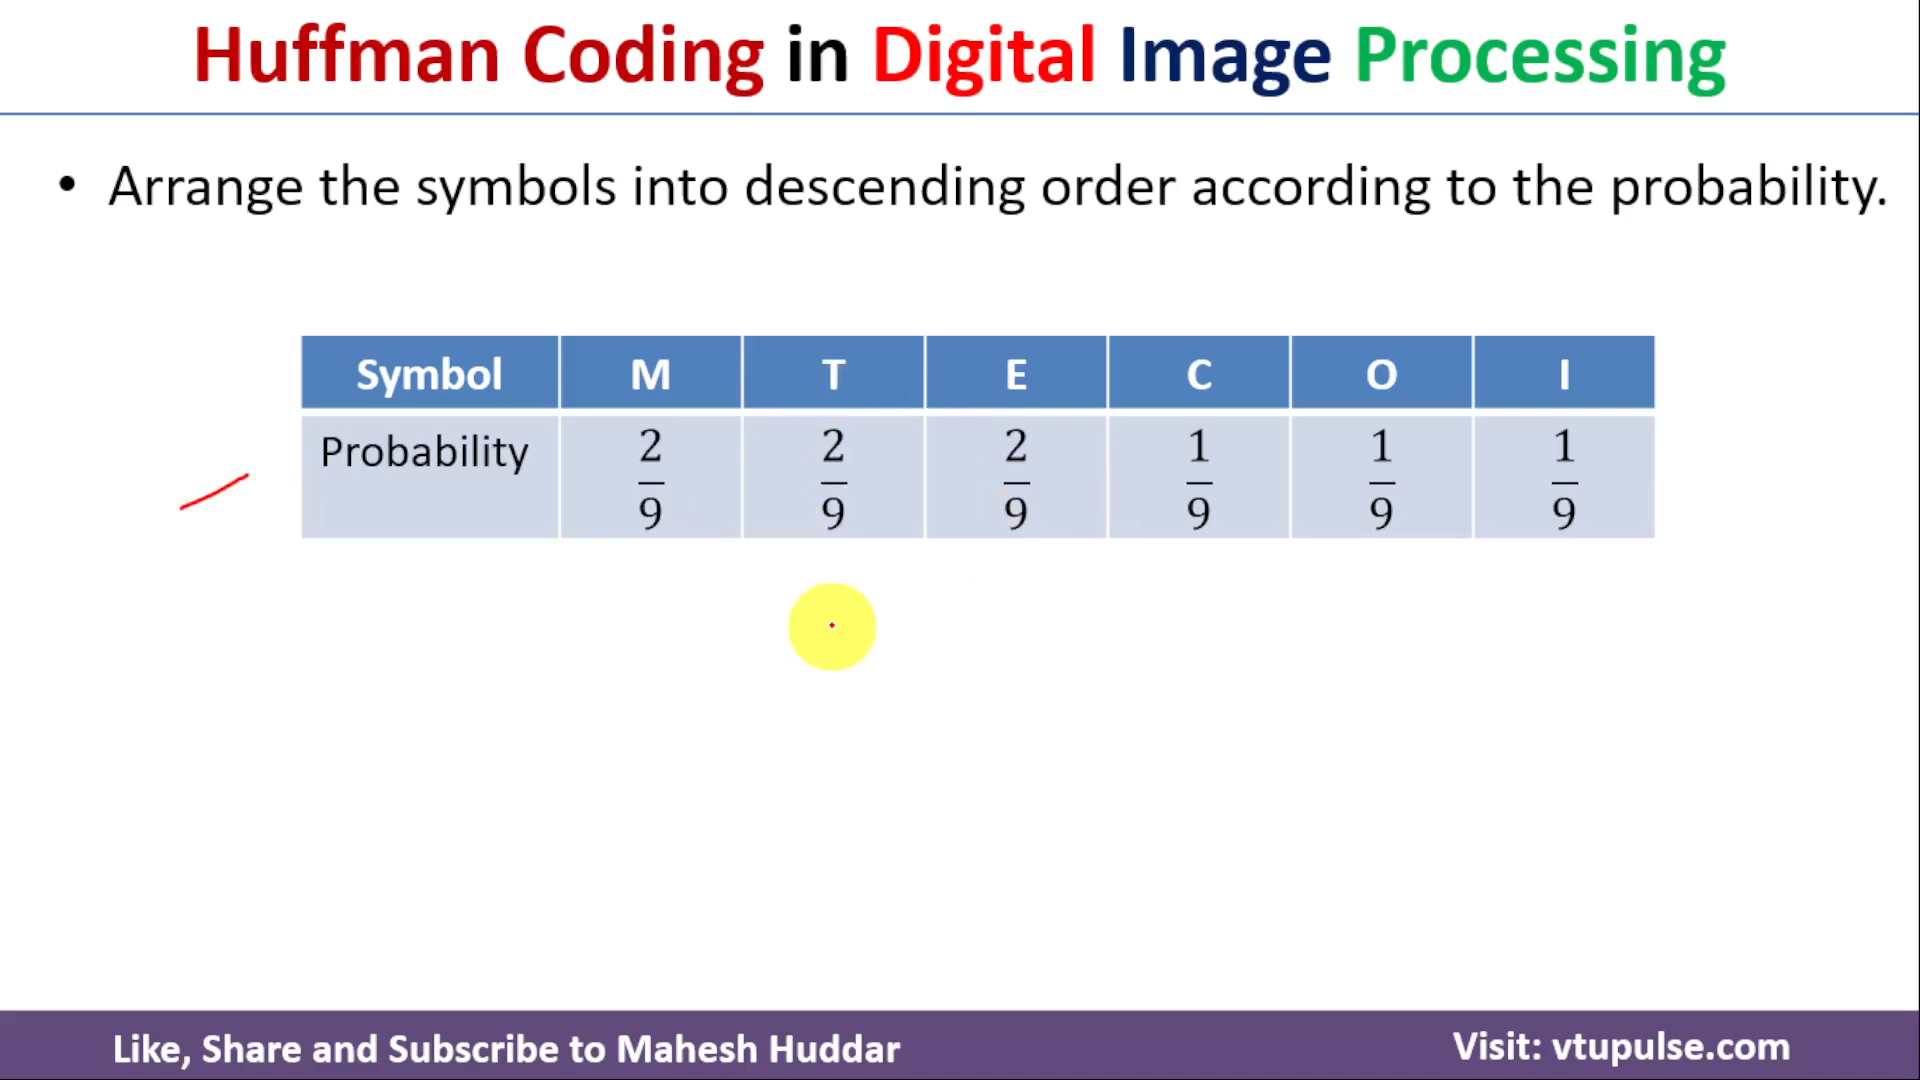 Huffman Coding in Digital Image Processing
• Arrange the symbols into descending order according to the probability.
Symbol M T E C O I
Probability 2/9 2/9 2/9 1/9 1/9 1/9
Like, Share and Subscribe to Mahesh Huddar
Visit: vtupulse.com